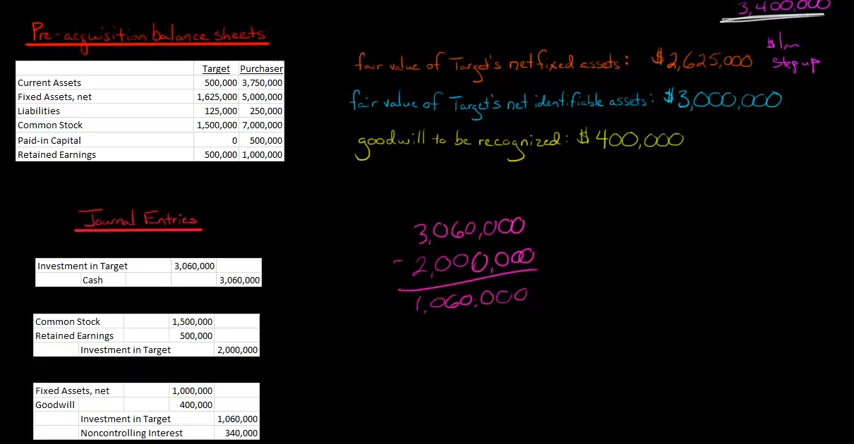 3,400,000
Pre-acquisition balance sheets
Target Purchaser
Current Assets 500,000 3,750,000
Fixed Assets, net 1,625,000 5,000,000
Liabilities 125,000 250,000
Common Stock 1,500,000 7,000,000
Paid-in Capital 0 500,000
Retained Earnings 500,000 1,000,000
fair value of Target's net fixed assets: $2,625,000
$1m
step up
fair value of Target's net identifiable assets: $3,000,000
goodwill to be recognized: $400,000
Journal Entries
Investment in Target 3,060,000
Cash 3,060,000
Common Stock 1,500,000
Retained Earnings 500,000
Investment in Target 2,000,000
Fixed Assets, net 1,000,000
Goodwill 400,000
Investment in Target 1,060,000
Noncontrolling Interest 340,000
3,060,000
- 2,000,000
1,060,000